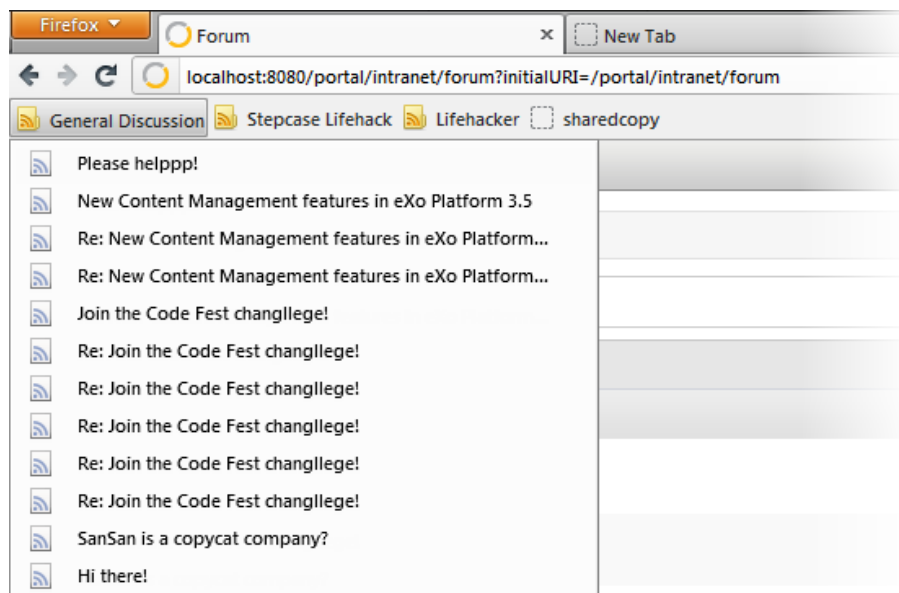 Firefox
Forum
New Tab
localhost:8080/portal/intranet/forum?initialURI=/portal/intranet/forum
General Discussion Stepcase Lifehack Lifehacker sharedcopy
Please helppp!
New Content Management features in eXo Platform 3.5
Re: New Content Management features in eXo Platform...
Re: New Content Management features in eXo Platform...
Join the Code Fest changllege!
Re: Join the Code Fest changllege!
Re: Join the Code Fest changllege!
Re: Join the Code Fest changllege!
Re: Join the Code Fest changllege!
Re: Join the Code Fest changllege!
SanSan is a copycat company?
Hi there!